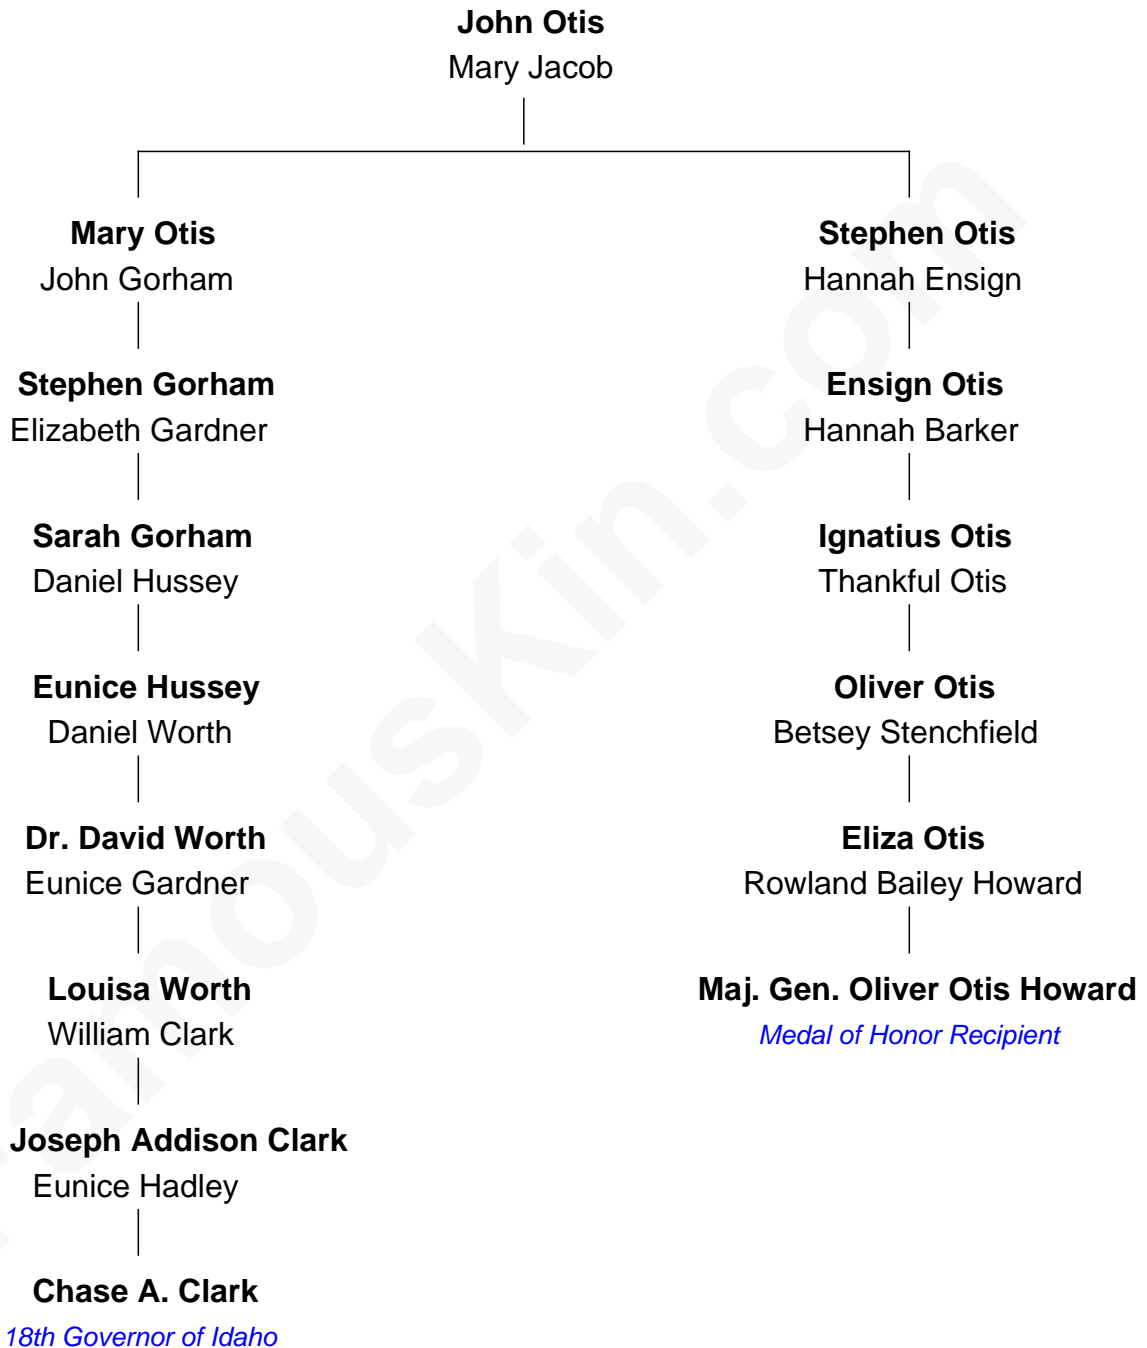 John Otis
Mary Jacob
Mary Otis
John Gorham
Stephen Otis
Hannah Ensign
Stephen Gorham
Elizabeth Gardner
Ensign Otis
Hannah Barker
Sarah Gorham
Daniel Hussey
Ignatius Otis
Thankful Otis
Eunice Hussey
Daniel Worth
Oliver Otis
Betsey Stenchfield
Dr. David Worth
Eunice Gardner
Eliza Otis
Rowland Bailey Howard
Louisa Worth
William Clark
Maj. Gen. Oliver Otis Howard
Medal of Honor Recipient
Joseph Addison Clark
Eunice Hadley
Chase A. Clark
18th Governor of Idaho
FamousKin.com